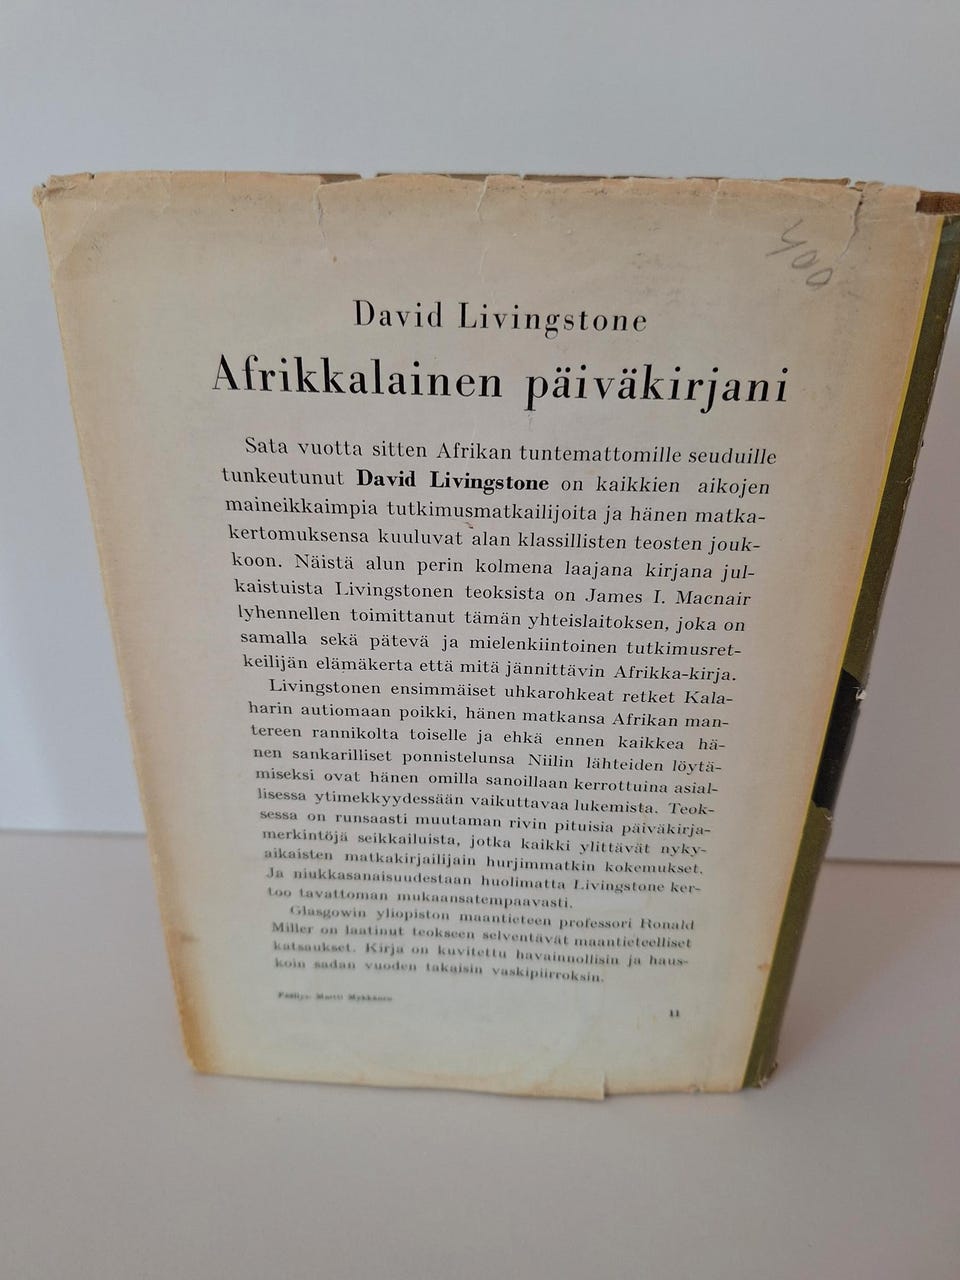 400
David Livingstone
Afrikkalainen päiväkirjani
Sata vuotta sitten Afrikan tuntemattomille seuduille
tunkeutunut David Livingstone on kaikkien aikojen
maineikkaimpia tutkimusmatkailijoita ja hänen matka-
kertomuksensa kuuluvat alan klassillisten teosten jouk-
koon. Näistä alun perin kolmena laajana kirjana jul-
kaistuista Livingstonen teoksista on James I. Macnair
lyhennellen toimittanut tämän yhteislaitoksen, joka on
samalla sekä pätevä ja mielenkiintoinen tutkimusret-
keilijän elämäkerta että mitä jännittävin Afrikka-kirja.
Livingstonen ensimmäiset uhkarohkeat retket Kala-
harin autiomaan poikki, hänen matkansa Afrikan man-
tereen rannikolta toiselle ja ehkä ennen kaikkea hä-
nen sankarilliset ponnistelunsa Niilin lähteiden löytä-
miseksi ovat hänen omilla sanoillaan kerrottuina asial-
lisessa ytimekkyydessään vaikuttavaa lukemista. Teok-
sessa on runsaasti muutaman rivin pituisia päiväkirja-
merkintöjä seikkailuista, jotka kaikki ylittävät nyky-
aikaisten matkakirjailijain hurjimmatkin kokemukset.
Ja niukkasanaisuudestaan huolimatta Livingstone ker-
too tavattoman mukaansatempaavasti.
Glasgowin yliopiston maantieteen professori Ronald
Miller on laatinut teokseen selventävät maantieteelliset
katsaukset. Kirja on kuvitettu havainnollisin ja haus-
koin sadan vuoden takaisin vaskipiirroksin.
Päällys: Martti Mykkänen
11